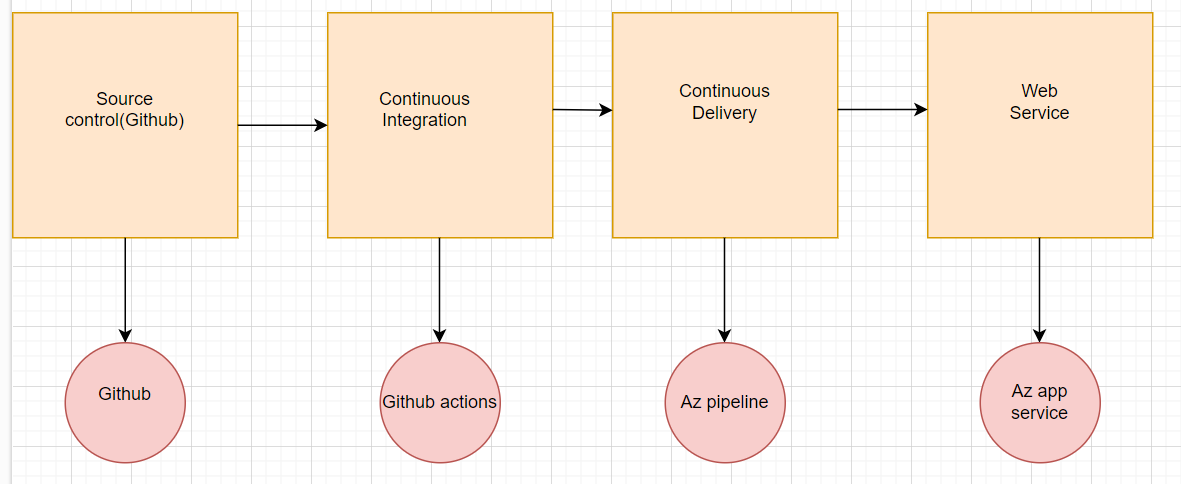 Source
control(Github)
Continuous
Integration
Continuous
Delivery
Web
Service
Github
Github actions
Az pipeline
Az app
service